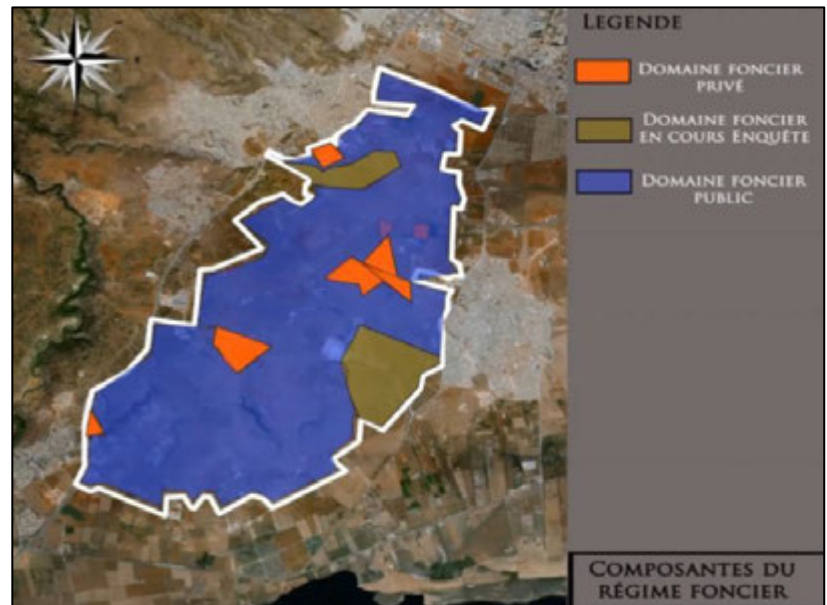 LEGENDE
DOMAINE FONCIER
PRIVÉ
DOMAINE FONCIER
EN COURS ENQUÊTE
DOMAINE FONCIER
PUBLIC
COMPOSANTES DU
RÉGIME FONCIER